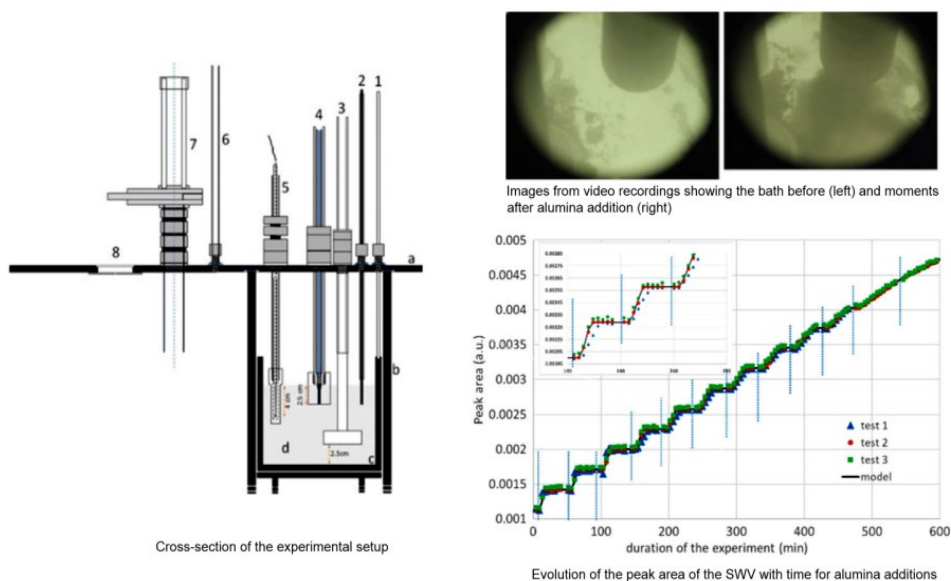 7
6
5
4
3
2
1
8
a
b
4 cm
2.5 cm
d
2.5cm
c
Cross-section of the experimental setup
Images from video recordings showing the bath before (left) and moments
after alumina addition (right)
0.005
0.0045
0.004
0.0035
0.003
0.0025
0.002
0.0015
0.001
Peak area (a.u.)
test 1
test 2
test 3
model
0 100 200 300 400 500 600
duration of the experiment (min)
Evolution of the peak area of the SWV with time for alumina additions